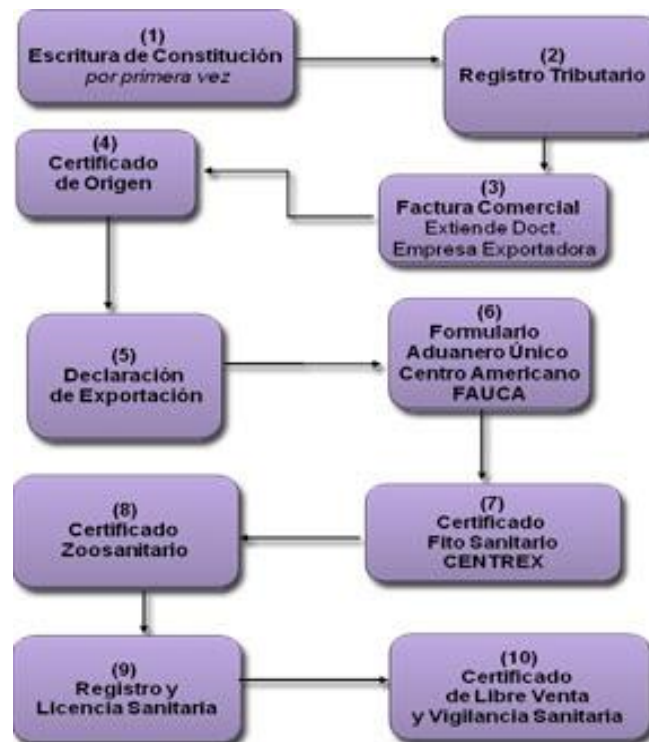 (1)
Escritura de Constitución
por primera vez
(2)
Registro Tributario
(3)
Factura Comercial
Extiende Doct.
Empresa Exportadora
(4)
Certificado
de Origen
(5)
Declaración
de Exportación
(6)
Formulario
Aduanero Único
Centro Americano
FAUCA
(7)
Certificado
Fito Sanitario
CENTREX
(8)
Certificado
Zoosanitario
(9)
Registro y
Licencia Sanitaria
(10)
Certificado
de Libre Venta
y Vigilancia Sanitaria